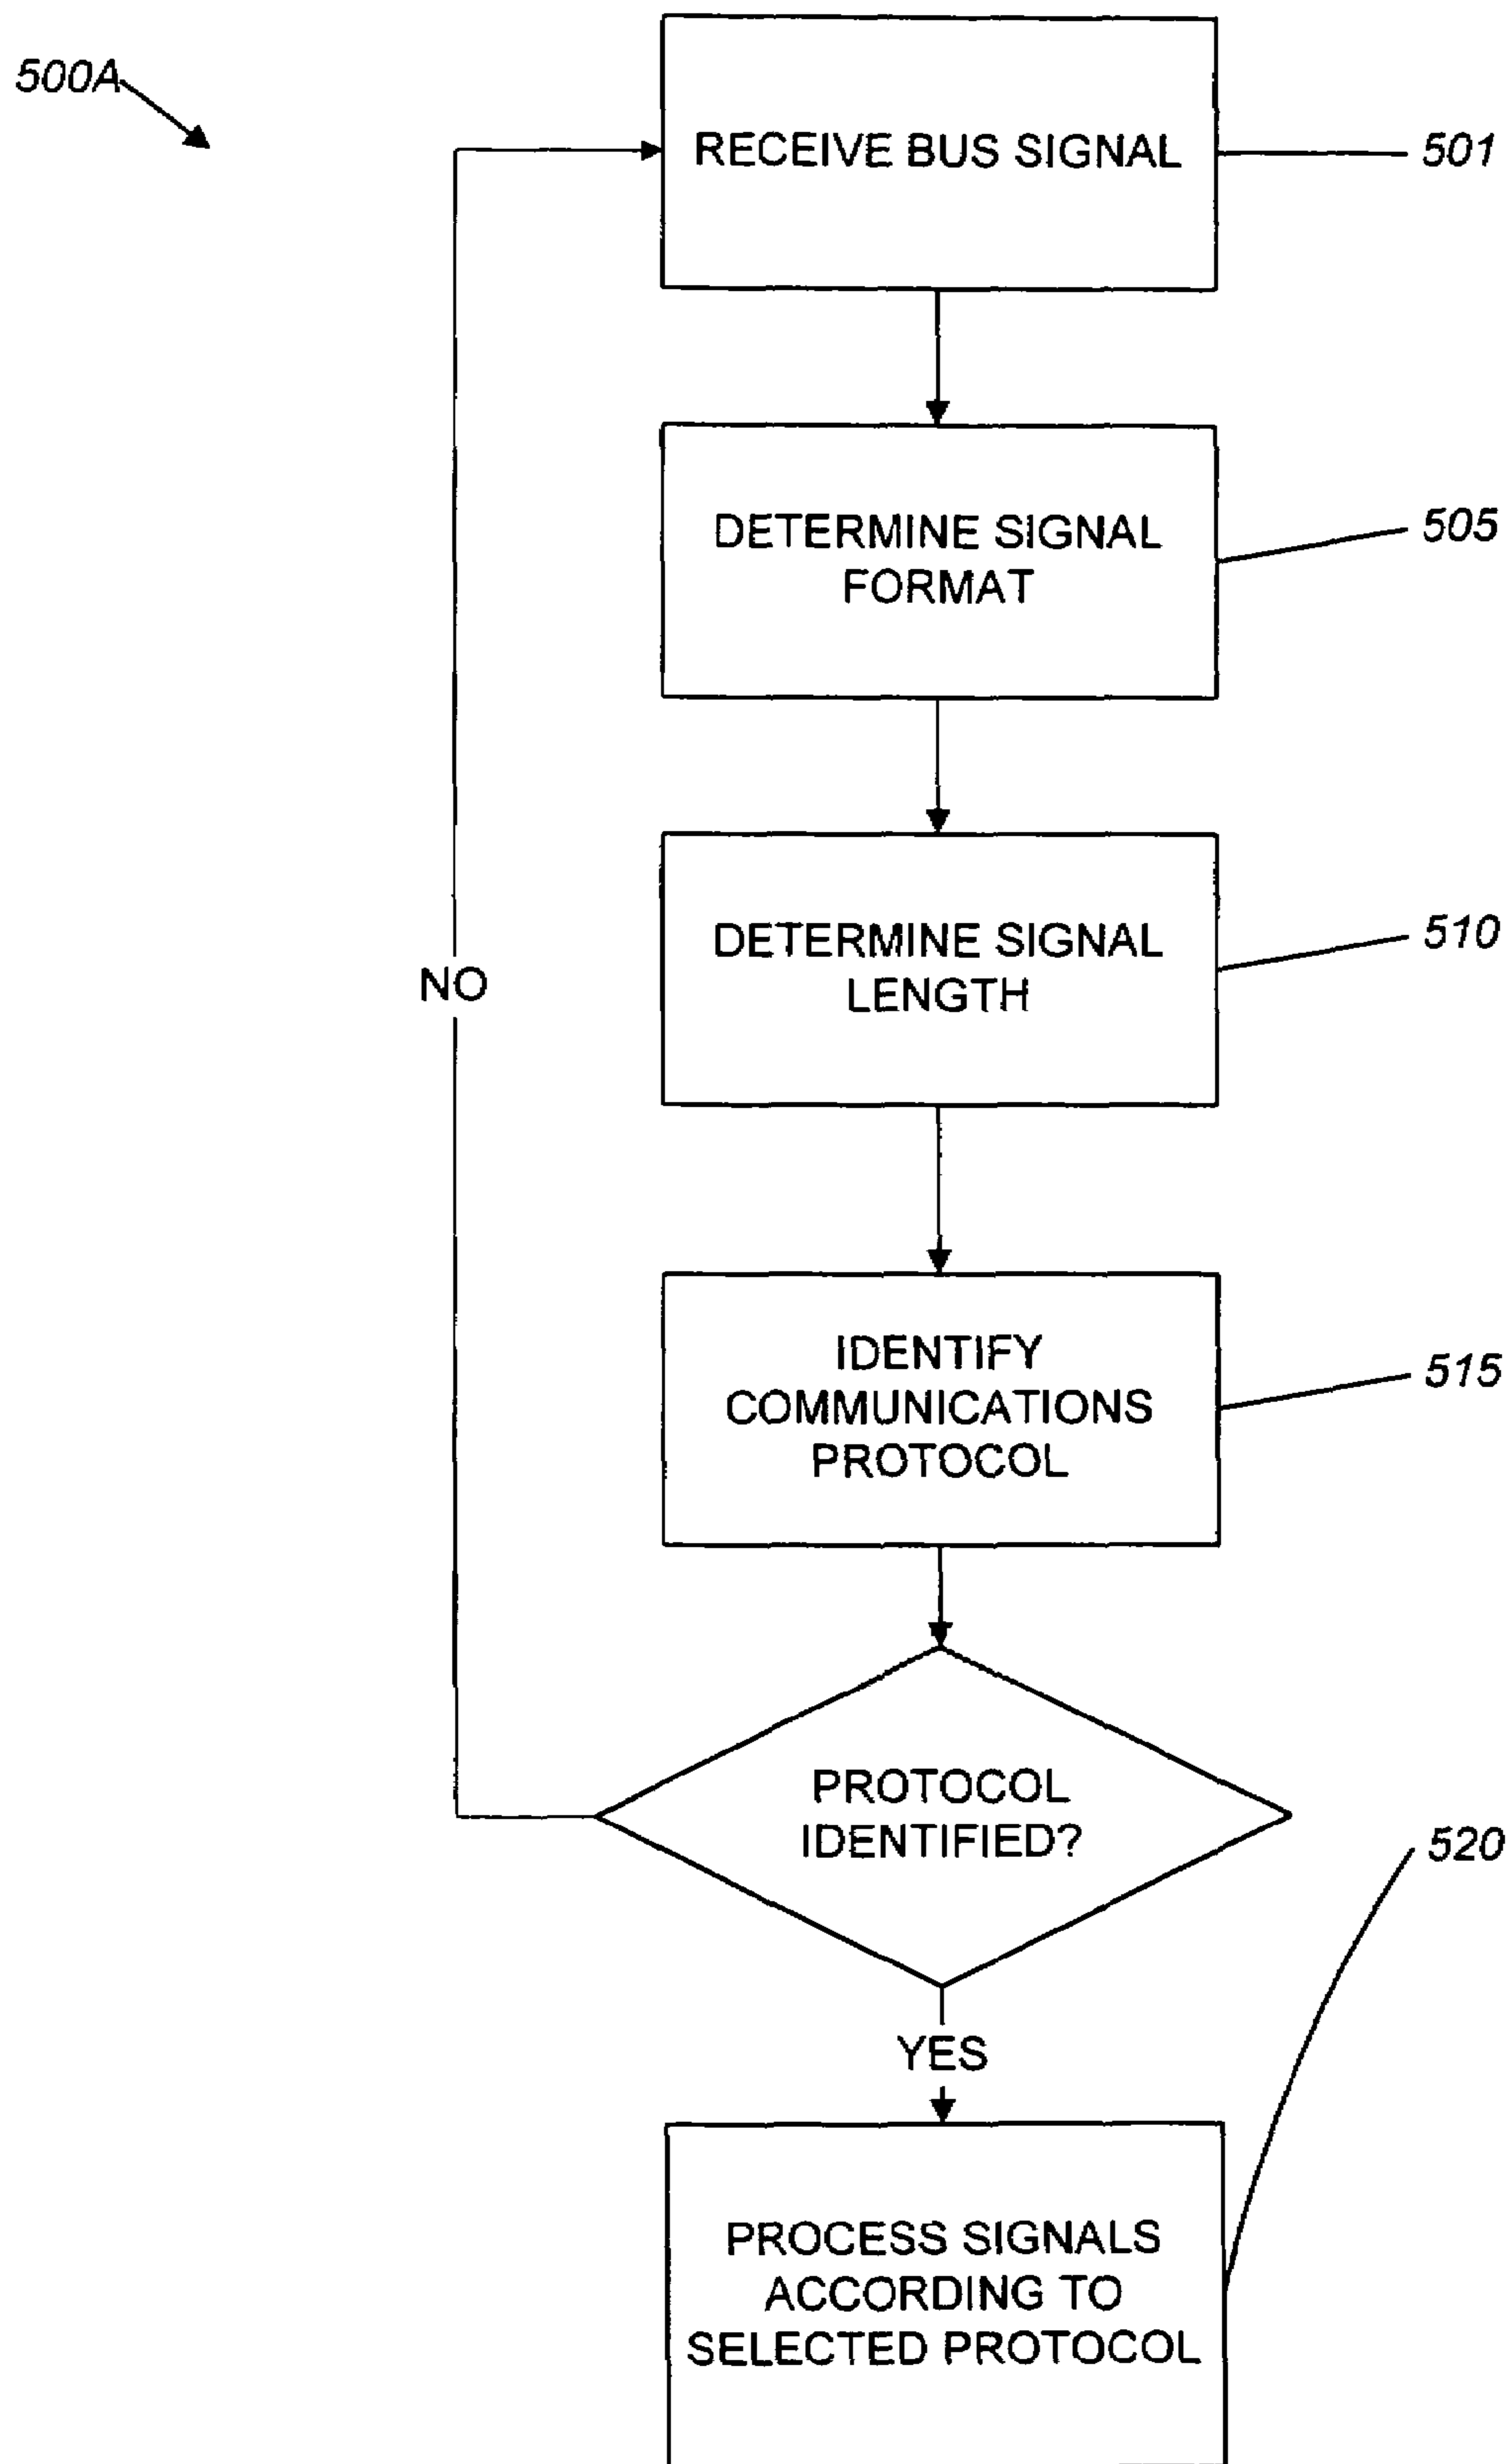 500A
RECEIVE BUS SIGNAL
501
DETERMINE SIGNAL
FORMAT
505
DETERMINE SIGNAL
LENGTH
510
NO
IDENTIFY
COMMUNICATIONS
PROTOCOL
515
PROTOCOL
IDENTIFIED?
520
YES
PROCESS SIGNALS
ACCORDING TO
SELECTED PROTOCOL